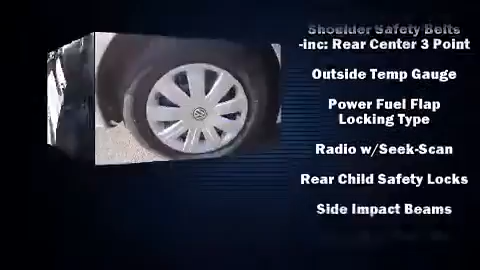 Shoulder Safety Belts
-inc: Rear Center 3 Point
Outside Temp Gauge
Power Fuel Flap
Locking Type
Radio w/Seek-Scan
Rear Child Safety Locks
Side Impact Beams